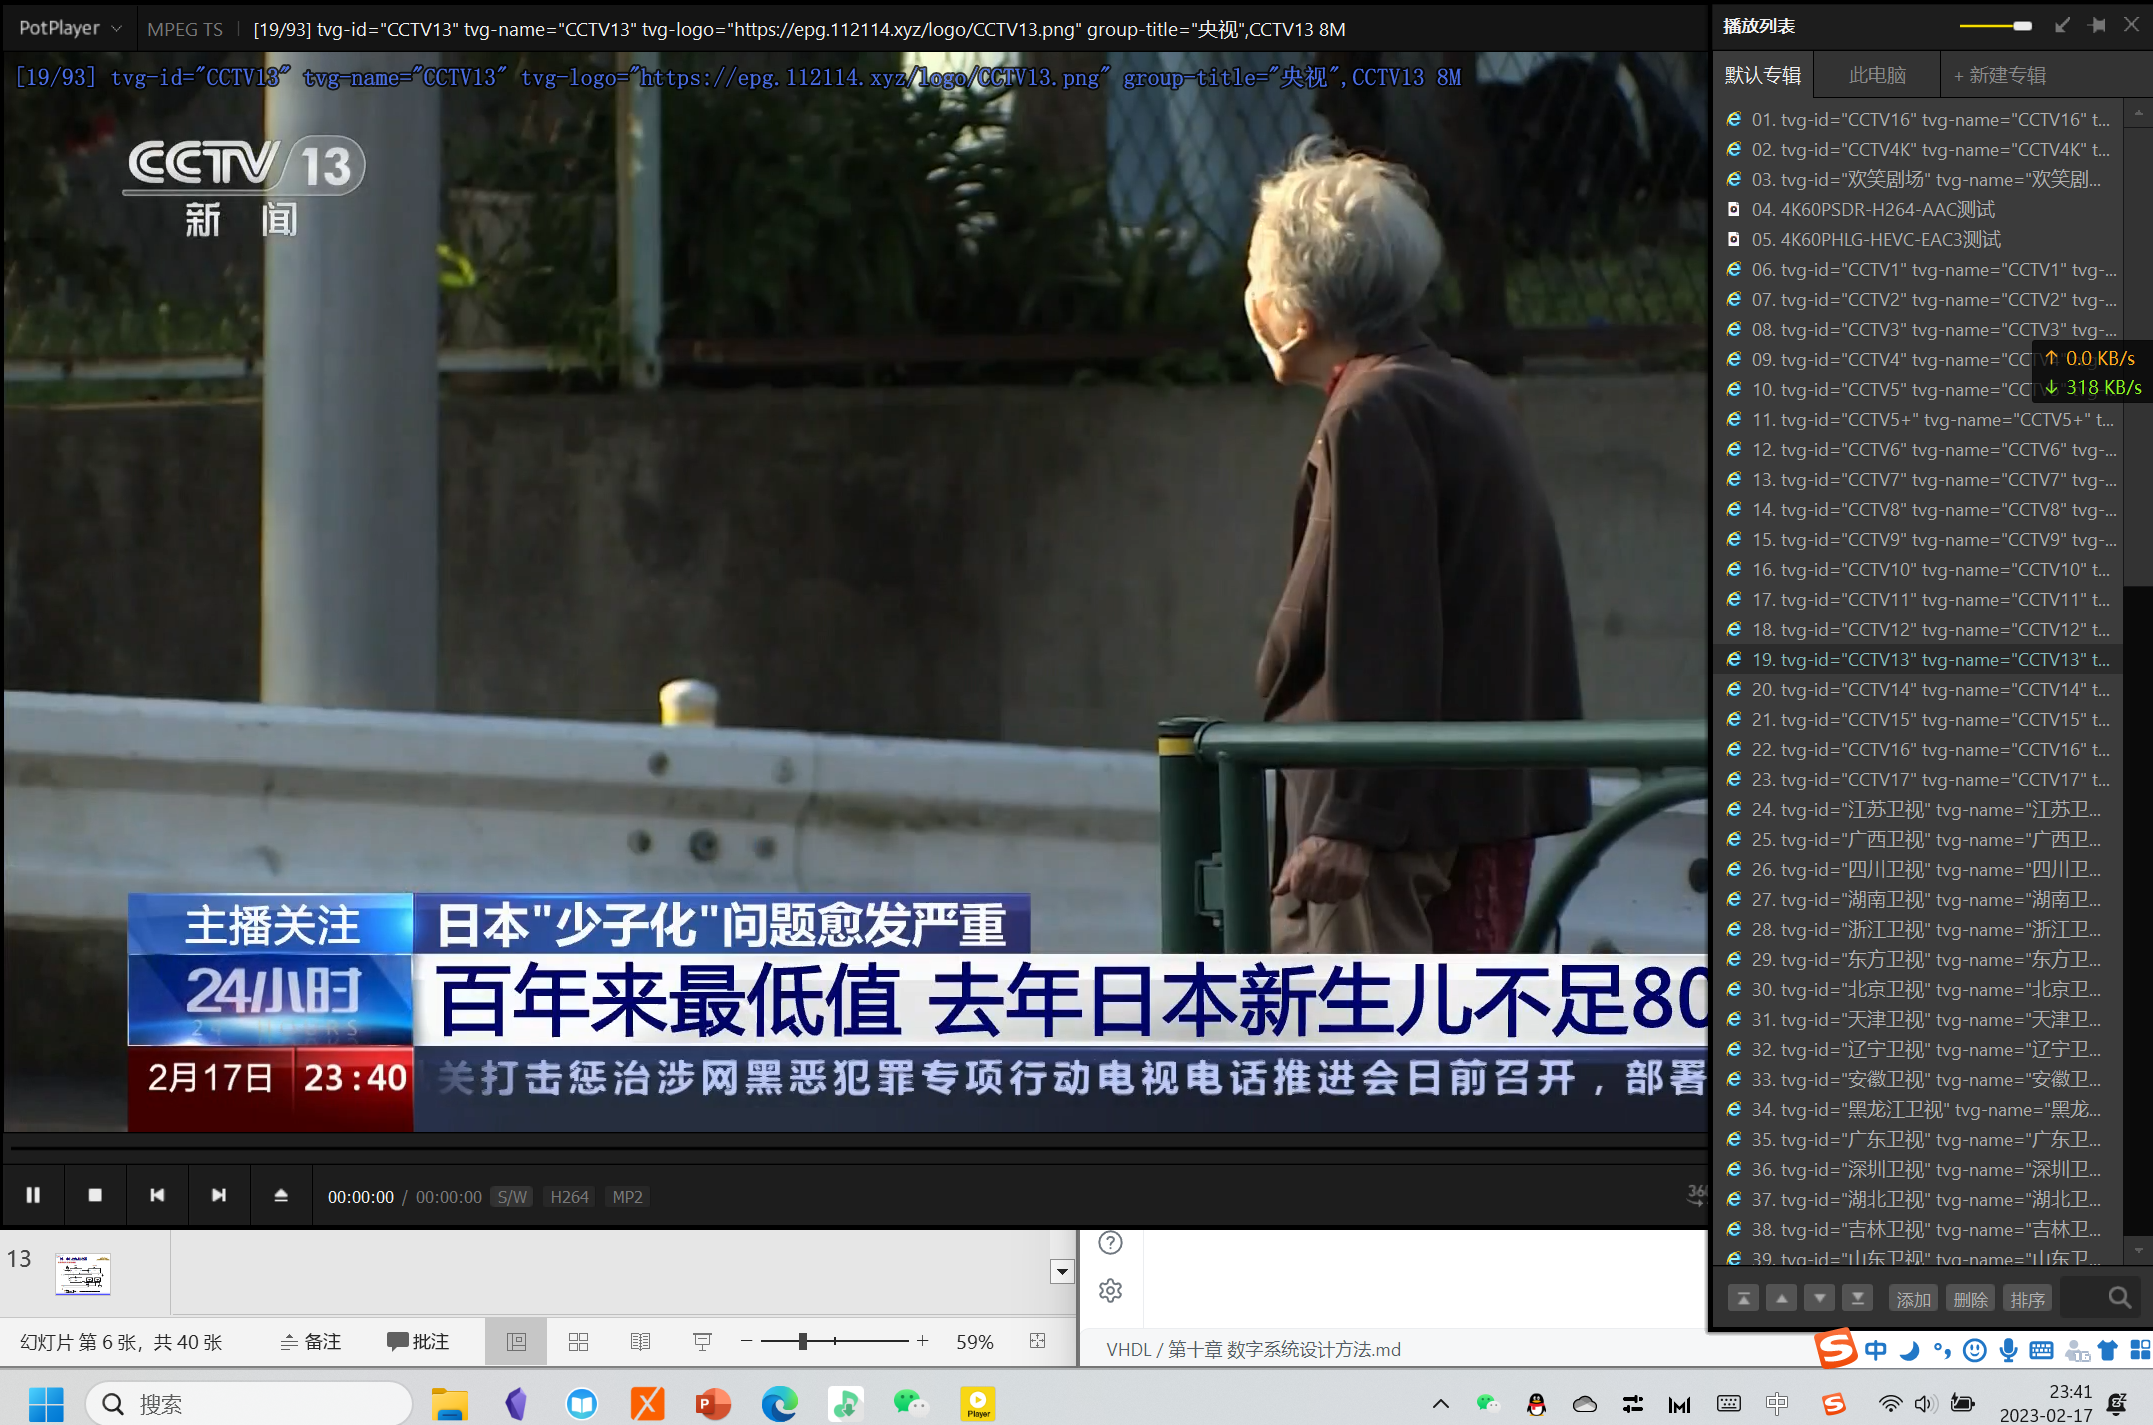 PotPlayer
MPEG TS
[19/93] tvg-id="CCTV13" tvg-name="CCTV13" tvg-logo="https://epg.112114.xyz/logo/CCTV13.png" group-title="央视",CCTV13 8M
[19/93] tvg-id="CCTV13" tvg-name="CCTV13" tvg-logo="https://epg.112114.xyz/logo/CCTV13.png" group-title="央视",CCTV13 8M
CCTV 13
新闻
主播关注
日本"少子化"问题愈发严重
24小时
24 HOURS
百年来最低值 去年日本新生儿不足80
2月17日 23:40
关打击惩治涉网黑恶犯罪专项行动电视电话推进会日前召开，部署
00:00:00 / 00:00:00 S/W H264 MP2
360
播放列表
默认专辑 此电脑 + 新建专辑
01. tvg-id="CCTV16" tvg-name="CCTV16" t...
02. tvg-id="CCTV4K" tvg-name="CCTV4K" t...
03. tvg-id="欢笑剧场" tvg-name="欢笑剧...
04. 4K60PSDR-H264-AAC测试
05. 4K60PHLG-HEVC-EAC3测试
06. tvg-id="CCTV1" tvg-name="CCTV1" tvg-...
07. tvg-id="CCTV2" tvg-name="CCTV2" tvg-...
08. tvg-id="CCTV3" tvg-name="CCTV3" tvg-...
09. tvg-id="CCTV4" tvg-name="CC
↑ 0.0 KB/s
10. tvg-id="CCTV5" tvg-name="CC
↓ 318 KB/s
11. tvg-id="CCTV5+" tvg-name="CCTV5+" t...
12. tvg-id="CCTV6" tvg-name="CCTV6" tvg-...
13. tvg-id="CCTV7" tvg-name="CCTV7" tvg-...
14. tvg-id="CCTV8" tvg-name="CCTV8" tvg-...
15. tvg-id="CCTV9" tvg-name="CCTV9" tvg-...
16. tvg-id="CCTV10" tvg-name="CCTV10" t...
17. tvg-id="CCTV11" tvg-name="CCTV11" t...
18. tvg-id="CCTV12" tvg-name="CCTV12" t...
19. tvg-id="CCTV13" tvg-name="CCTV13" t...
20. tvg-id="CCTV14" tvg-name="CCTV14" t...
21. tvg-id="CCTV15" tvg-name="CCTV15" t...
22. tvg-id="CCTV16" tvg-name="CCTV16" t...
23. tvg-id="CCTV17" tvg-name="CCTV17" t...
24. tvg-id="江苏卫视" tvg-name="江苏卫...
25. tvg-id="广西卫视" tvg-name="广西卫...
26. tvg-id="四川卫视" tvg-name="四川卫...
27. tvg-id="湖南卫视" tvg-name="湖南卫...
28. tvg-id="浙江卫视" tvg-name="浙江卫...
29. tvg-id="东方卫视" tvg-name="东方卫...
30. tvg-id="北京卫视" tvg-name="北京卫...
31. tvg-id="天津卫视" tvg-name="天津卫...
32. tvg-id="辽宁卫视" tvg-name="辽宁卫...
33. tvg-id="安徽卫视" tvg-name="安徽卫...
34. tvg-id="黑龙江卫视" tvg-name="黑龙...
35. tvg-id="广东卫视" tvg-name="广东卫...
36. tvg-id="深圳卫视" tvg-name="深圳卫...
37. tvg-id="湖北卫视" tvg-name="湖北卫...
38. tvg-id="吉林卫视" tvg-name="吉林卫...
39. tvg-id="山东卫视" tvg-name="山东卫...
添加 删除 排序
13
幻灯片 第 6 张，共 40 张 备注 批注 59%
VHDL / 第十章 数字系统设计方法.md
中
搜索
Player
中
23:41
2023-02-17